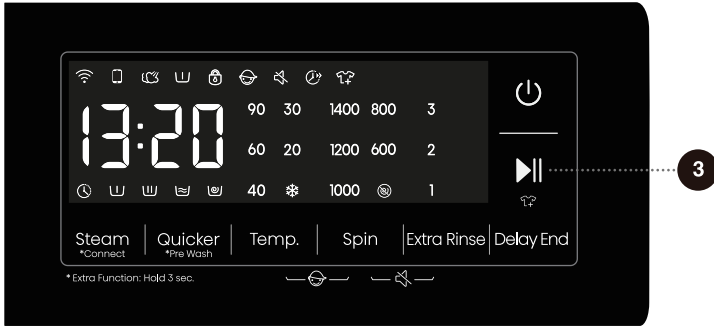 13:20
90 30 1400 800 3
60 20 1200 600 2
40 1000 1
3
Steam Quicker Temp. Spin Extra Rinse Delay End
*Connect *Pre Wash
* Extra Function: Hold 3 sec.